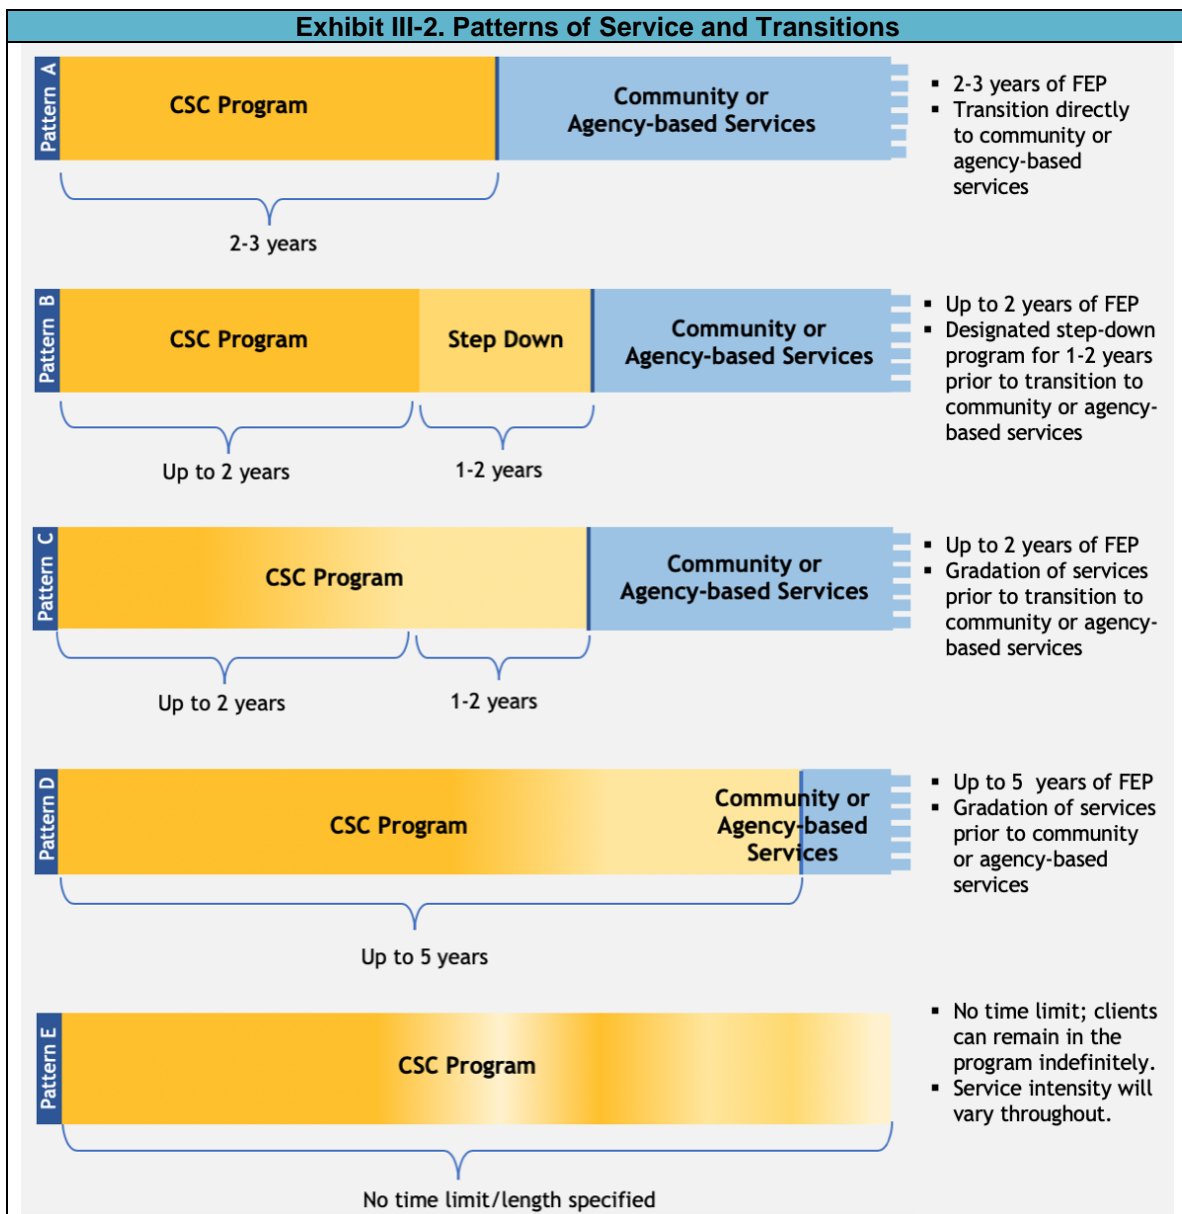 Exhibit III-2. Patterns of Service and Transitions
Pattern A
CSC Program
Community or
Agency-based Services
2-3 years
▪ 2-3 years of FEP
▪ Transition directly
to community or
agency-based
services
Pattern B
CSC Program
Step Down
Community or
Agency-based Services
Up to 2 years
1-2 years
▪ Up to 2 years of FEP
▪ Designated step-down
program for 1-2 years
prior to transition to
community or agency-
based services
Pattern C
CSC Program
Community or
Agency-based Services
Up to 2 years
1-2 years
▪ Up to 2 years of FEP
▪ Gradation of services
prior to transition to
community or agency-
based services
Pattern D
CSC Program
Community or
Agency-based
Services
Up to 5 years
▪ Up to 5 years of FEP
▪ Gradation of services
prior to community
or agency-based
services
Pattern E
CSC Program
No time limit/length specified
▪ No time limit; clients
can remain in the
program indefinitely.
▪ Service intensity will
vary throughout.